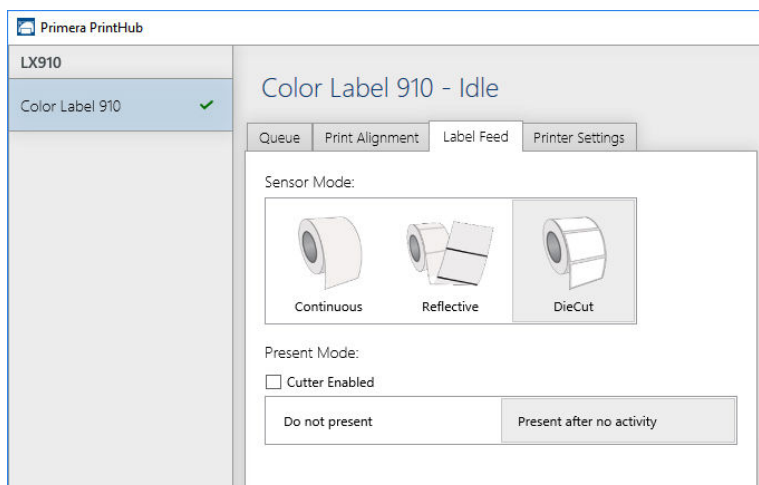 Primera PrintHub
LX910
Color Label 910
Color Label 910 - Idle
Queue Print Alignment Label Feed Printer Settings
Sensor Mode:
Continuous Reflective DieCut
Present Mode:
Cutter Enabled
Do not present Present after no activity